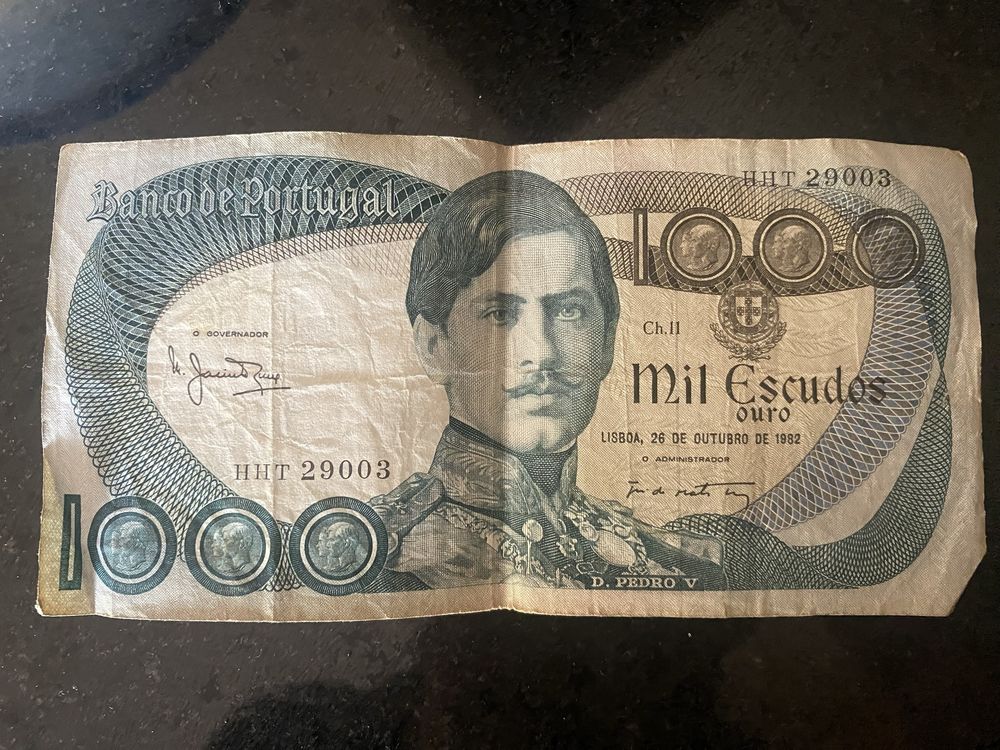 Banco de Portugal
HHT 29003
1000
O GOVERNADOR
Ch.11
Mil Escudos
ouro
LISBOA, 26 DE OUTUBRO DE 1982
O ADMINISTRADOR
HHT 29003
1000
D. PEDRO V